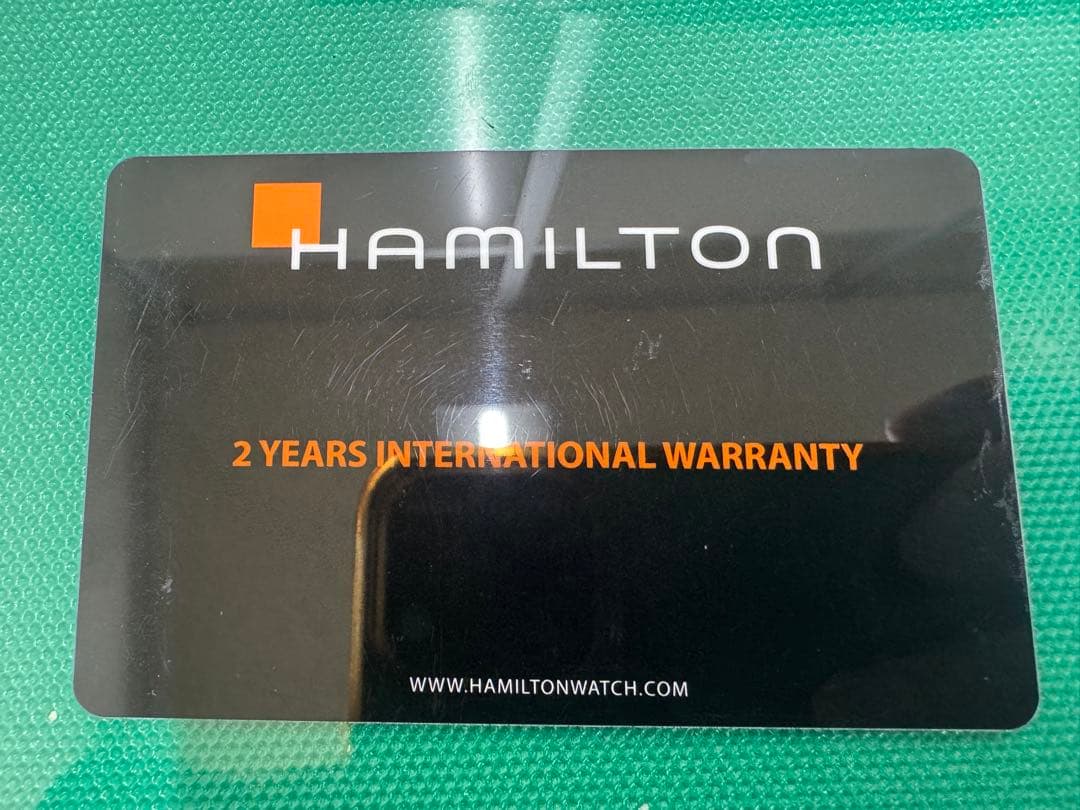 HAMILTON
2 YEARS INTERNATIONAL WARRANTY
WWW.HAMILTONWATCH.COM